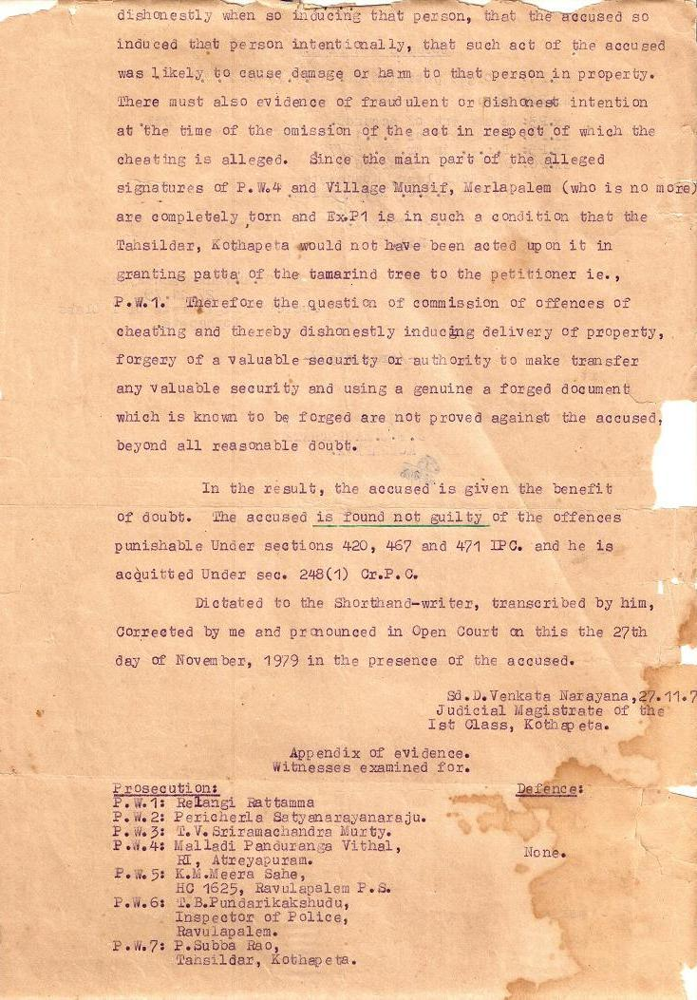 dishonestly when so inducing that person, that the accused so
induced that person intentionally, that such act of the accused
was likely to cause damage or harm to that person in property.
There must also evidence of fraudulent or dishonest intention
at the time of the omission of the act in respect of which the
cheating is alleged. Since the main part of the alleged
signatures of P.W.4 and Village Munsif, Merlapalem (who is no more)
are completely torn and Ex.P1 is in such a condition that the
Tahsildar, Kothapeta would not have been acted upon it in
granting patta of the tamarind tree to the petitioner ie.,
P.W.1. Therefore the question of commission of offences of
cheating and thereby dishonestly inducing delivery of property,
forgery of a valuable security or authority to make transfer
any valuable security and using a genuine a forged document
which is known to be forged are not proved against the accused,
beyond all reasonable doubt.
In the result, the accused is given the benefit
of doubt. The accused is found not guilty of the offences
punishable Under sections 420, 467 and 471 IPC. and he is
acquitted Under sec. 248(1) Cr.P.C.
Dictated to the Shorthand-writer, transcribed by him,
Corrected by me and pronounced in Open Court on this the 27th
day of November, 1979 in the presence of the accused.
Sd.D.Venkata Narayana,27.11.7
Judicial Magistrate of the
Ist Class, Kothapeta.
Appendix of evidence.
Witnesses examined for.
Prosecution: Defence:
P.W.1: Relangi Rattamma
P.W.2: Pericherla Satyanarayanaraju.
P.W.3: T.V.Sriramachandra Murty.
P.W.4: Malladi Panduranga Vithal,
RI, Atreyapuram. None.
P.W.5: K.M.Meera Sahe,
HC 1625, Ravulapalem P.S.
P.W.6: T.B.Pundarikakshudu,
Inspector of Police,
Ravulapalem.
P.W.7: P.Subba Rao,
Tahsildar, Kothapeta.